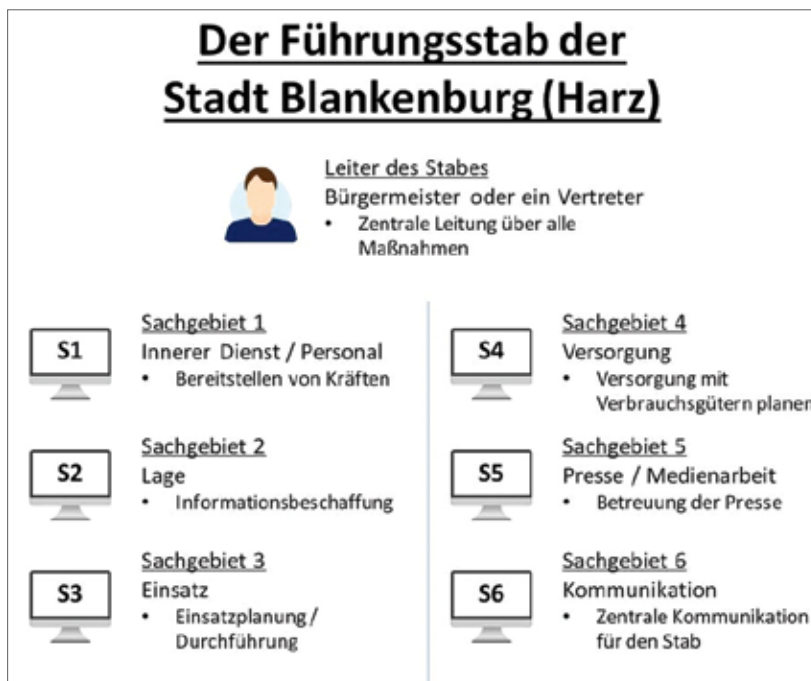 Der Führungsstab der
Stadt Blankenburg (Harz)
Leiter des Stabes
Bürgermeister oder ein Vertreter
• Zentrale Leitung über alle
Maßnahmen
S1
Sachgebiet 1
Innerer Dienst / Personal
• Bereitstellen von Kräften
S2
Sachgebiet 2
Lage
• Informationsbeschaffung
S3
Sachgebiet 3
Einsatz
• Einsatzplanung /
Durchführung
S4
Sachgebiet 4
Versorgung
• Versorgung mit
Verbrauchsgütern planen
S5
Sachgebiet 5
Presse / Medienarbeit
• Betreuung der Presse
S6
Sachgebiet 6
Kommunikation
• Zentrale Kommunikation
für den Stab